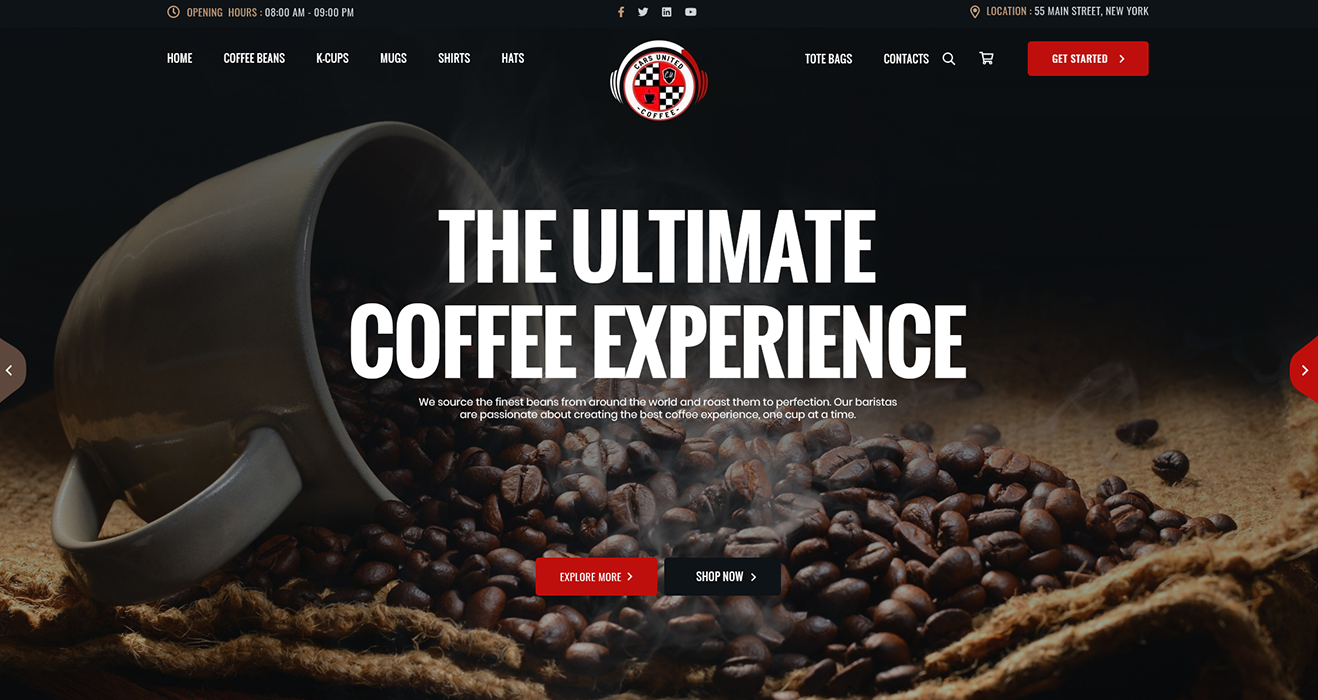 OPENING HOURS : 08:00 AM - 09:00 PM
LOCATION : 55 MAIN STREET, NEW YORK
HOME
COFFEE BEANS
K-CUPS
MUGS
SHIRTS
HATS
CARS UNITED
COFFEE
TOTE BAGS
CONTACTS
GET STARTED
THE ULTIMATE
COFFEE EXPERIENCE
We source the finest beans from around the world and roast them to perfection. Our baristas
are passionate about creating the best coffee experience, one cup at a time.
EXPLORE MORE
SHOP NOW